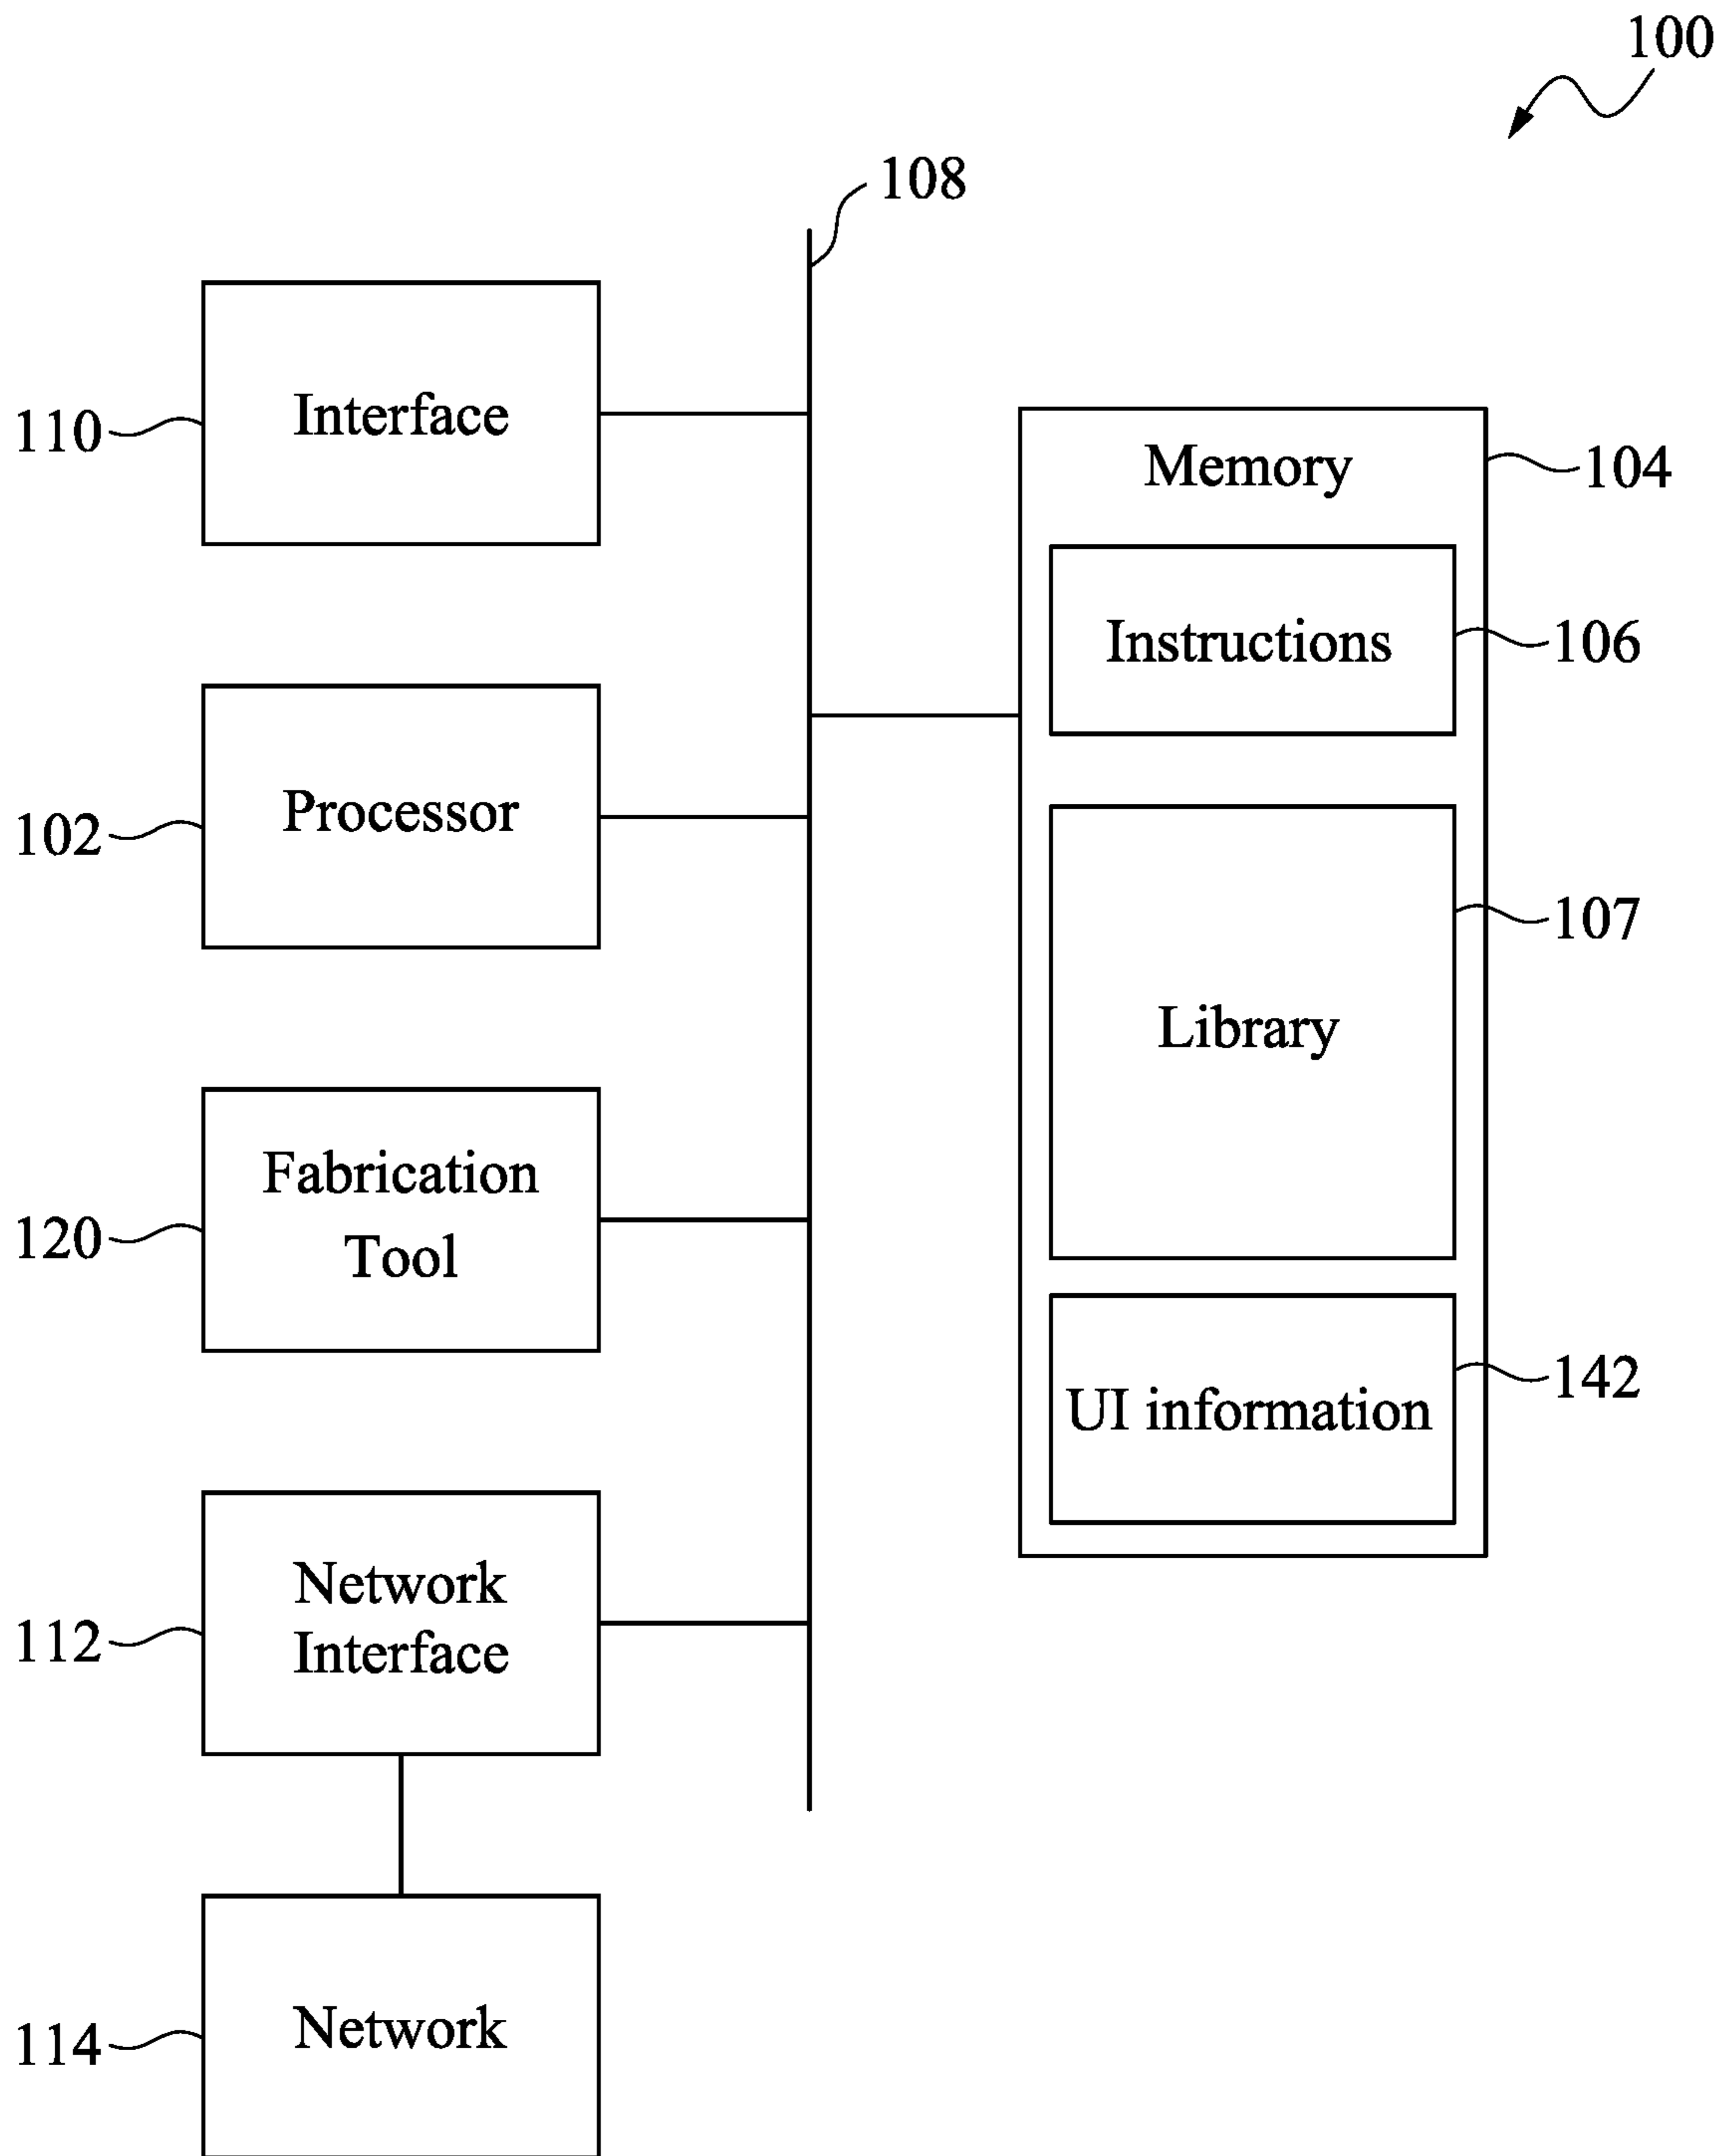 100
108
110
Interface
Memory
104
Instructions
106
102
Processor
107
Library
120
Fabrication
Tool
142
UI information
112
Network
Interface
114
Network